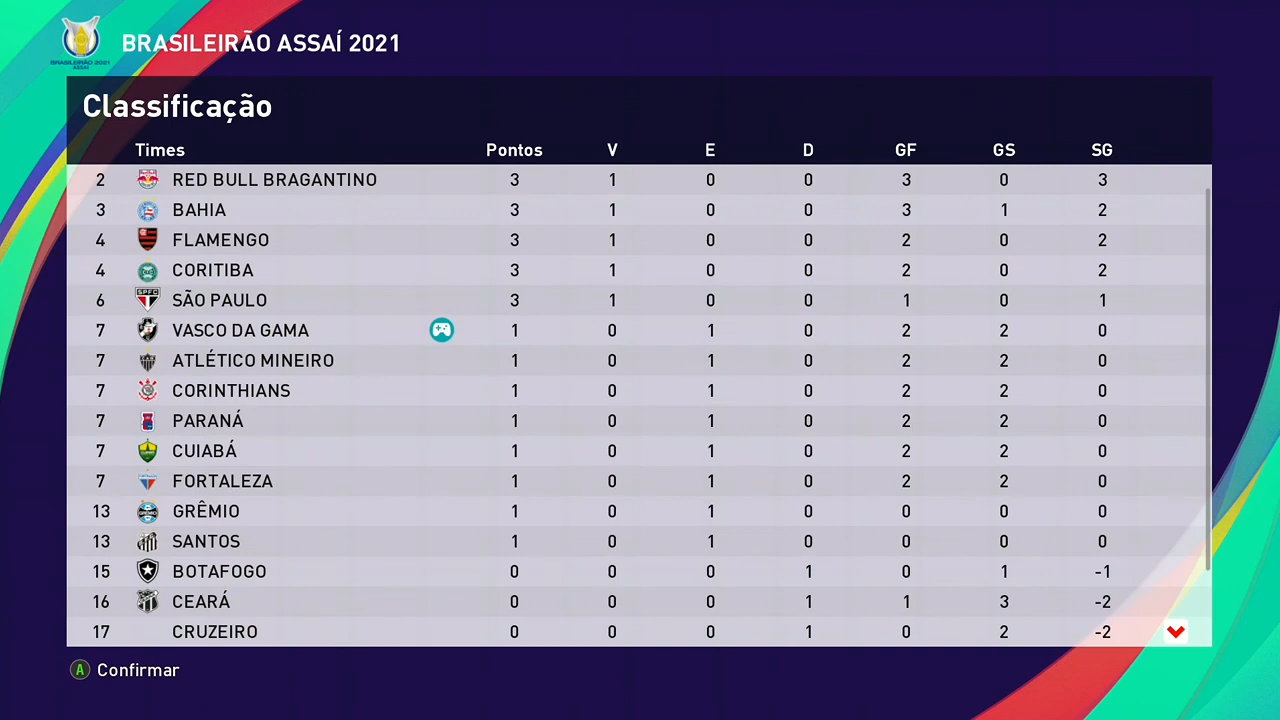 BRASILEIRÃO ASSAÍ 2021
BRASILEIRÃO 2021
ASSAÍ
Classificação
Times Pontos V E D GF GS SG
2 RED BULL BRAGANTINO 3 1 0 0 3 0 3
3 BAHIA 3 1 0 0 3 1 2
4 FLAMENGO 3 1 0 0 2 0 2
4 CORITIBA 3 1 0 0 2 0 2
6 SPFC SÃO PAULO 3 1 0 0 1 0 1
7 VASCO DA GAMA 1 0 1 0 2 2 0
7 ATLÉTICO MINEIRO 1 0 1 0 2 2 0
7 CORINTHIANS 1 0 1 0 2 2 0
7 PARANÁ 1 0 1 0 2 2 0
7 CUIABÁ 1 0 1 0 2 2 0
7 FORTALEZA 1 0 1 0 2 2 0
13 GRÊMIO 1 0 1 0 0 0 0
13 SANTOS 1 0 1 0 0 0 0
15 BOTAFOGO 0 0 0 1 0 1 -1
16 CEARÁ 0 0 0 1 1 3 -2
17 CRUZEIRO 0 0 0 1 0 2 -2
A Confirmar